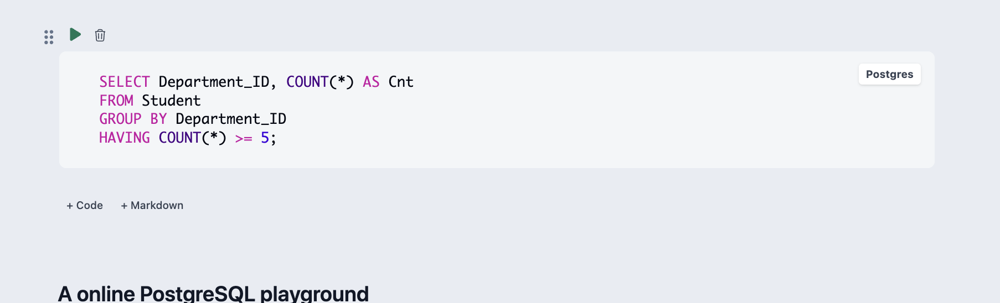 Postgres
SELECT Department_ID, COUNT(*) AS Cnt
FROM Student
GROUP BY Department_ID
HAVING COUNT(*) >= 5;
+ Code
+ Markdown
A online PostgreSQL playground